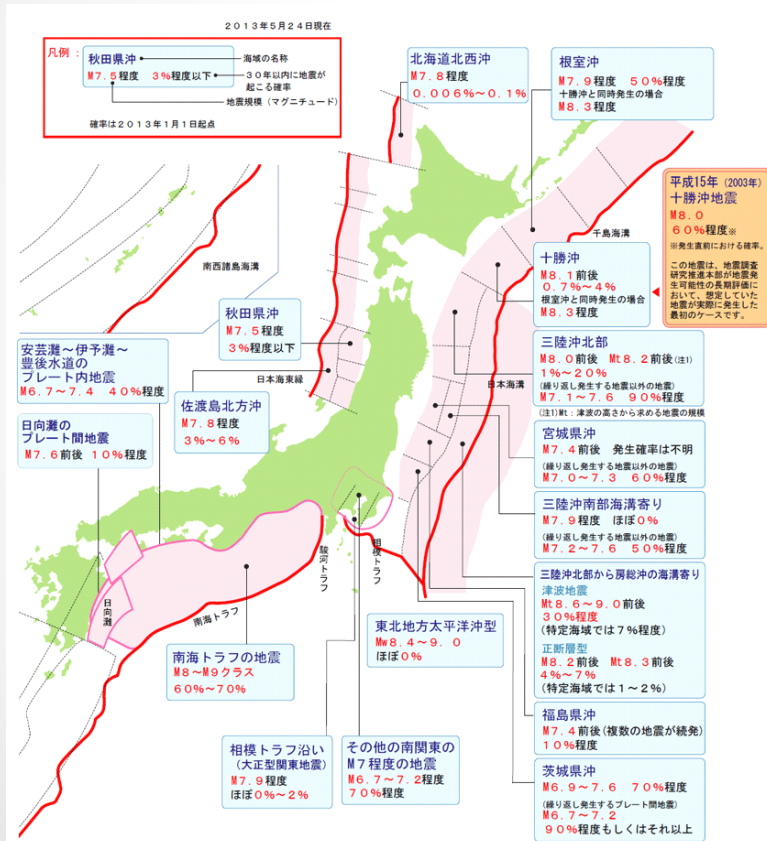 2013年5月24日現在
凡例：
秋田県沖
海域の名称
M7.5程度 3%程度以下
30年以内に地震が
起こる確率
地震規模（マグニチュード）
確率は2013年1月1日起点
北海道北西沖
M7.8程度
0.006%～0.1%
根室沖
M7.9程度 50%程度
十勝沖と同時発生の場合
M8.3程度
平成15年（2003年）
十勝沖地震
M8.0
60%程度※
※発生直前における確率。
この地震は、地震調査
研究推進本部が地震発
生可能性の長期評価に
おいて、想定していた
地震が実際に発生した
最初のケースです。
千島海溝
南西諸島海溝
十勝沖
M8.1前後
0.7%～4%
根室沖と同時発生の場合
M8.3程度
秋田県沖
M7.5程度
3%程度以下
三陸沖北部
M8.0前後 Mt8.2前後(注1)
1%～20%
(繰り返し発生する地震以外の地震)
M7.1～7.6 90%程度
(注1)Mt：津波の高さから求める地震の規模
安芸灘～伊予灘～
豊後水道の
プレート内地震
M6.7～7.4 40%程度
日本海東縁
日本海溝
佐渡島北方沖
M7.8程度
3%～6%
日向灘の
プレート間地震
M7.6前後 10%程度
宮城県沖
M7.4前後 発生確率は不明
(繰り返し発生する地震以外の地震)
M7.0～7.3 60%程度
三陸沖南部海溝寄り
M7.9程度 ほぼ0%
(繰り返し発生する地震以外の地震)
M7.2～7.6 50%程度
駿河トラフ
相模トラフ
日向灘
南海トラフ
三陸沖北部から房総沖の海溝寄り
津波地震
Mt8.6～9.0前後
30%程度
(特定海域では7%程度)
正断層型
M8.2前後 Mt8.3前後
4%～7%
(特定海域では1～2%)
東北地方太平洋沖型
Mw8.4～9.0
ほぼ0%
南海トラフの地震
M8～M9クラス
60%～70%
福島県沖
M7.4前後(複数の地震が続発)
10%程度
相模トラフ沿い
（大正型関東地震）
M7.9程度
ほぼ0%～2%
その他の南関東の
M7程度の地震
M6.7～7.2程度
70%程度
茨城県沖
M6.9～7.6 70%程度
(繰り返し発生するプレート間地震)
M6.7～7.2
90%程度もしくはそれ以上